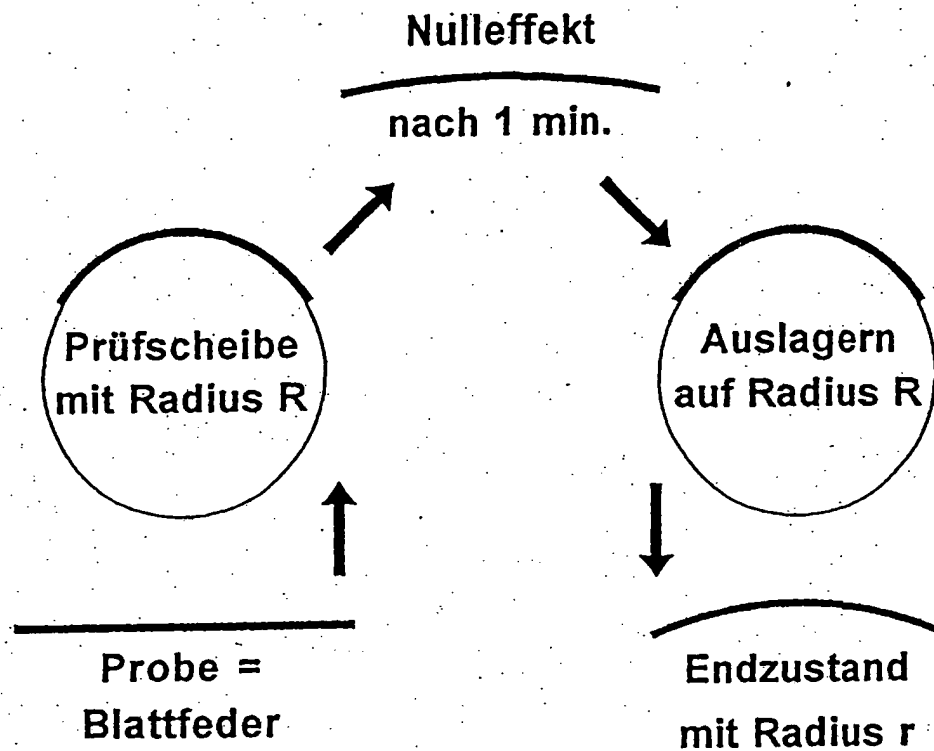 Nulleffekt
nach 1 min.
Prüfscheibe
mit Radius R
Auslagern
auf Radius R
Probe =
Blattfeder
Endzustand
mit Radius r